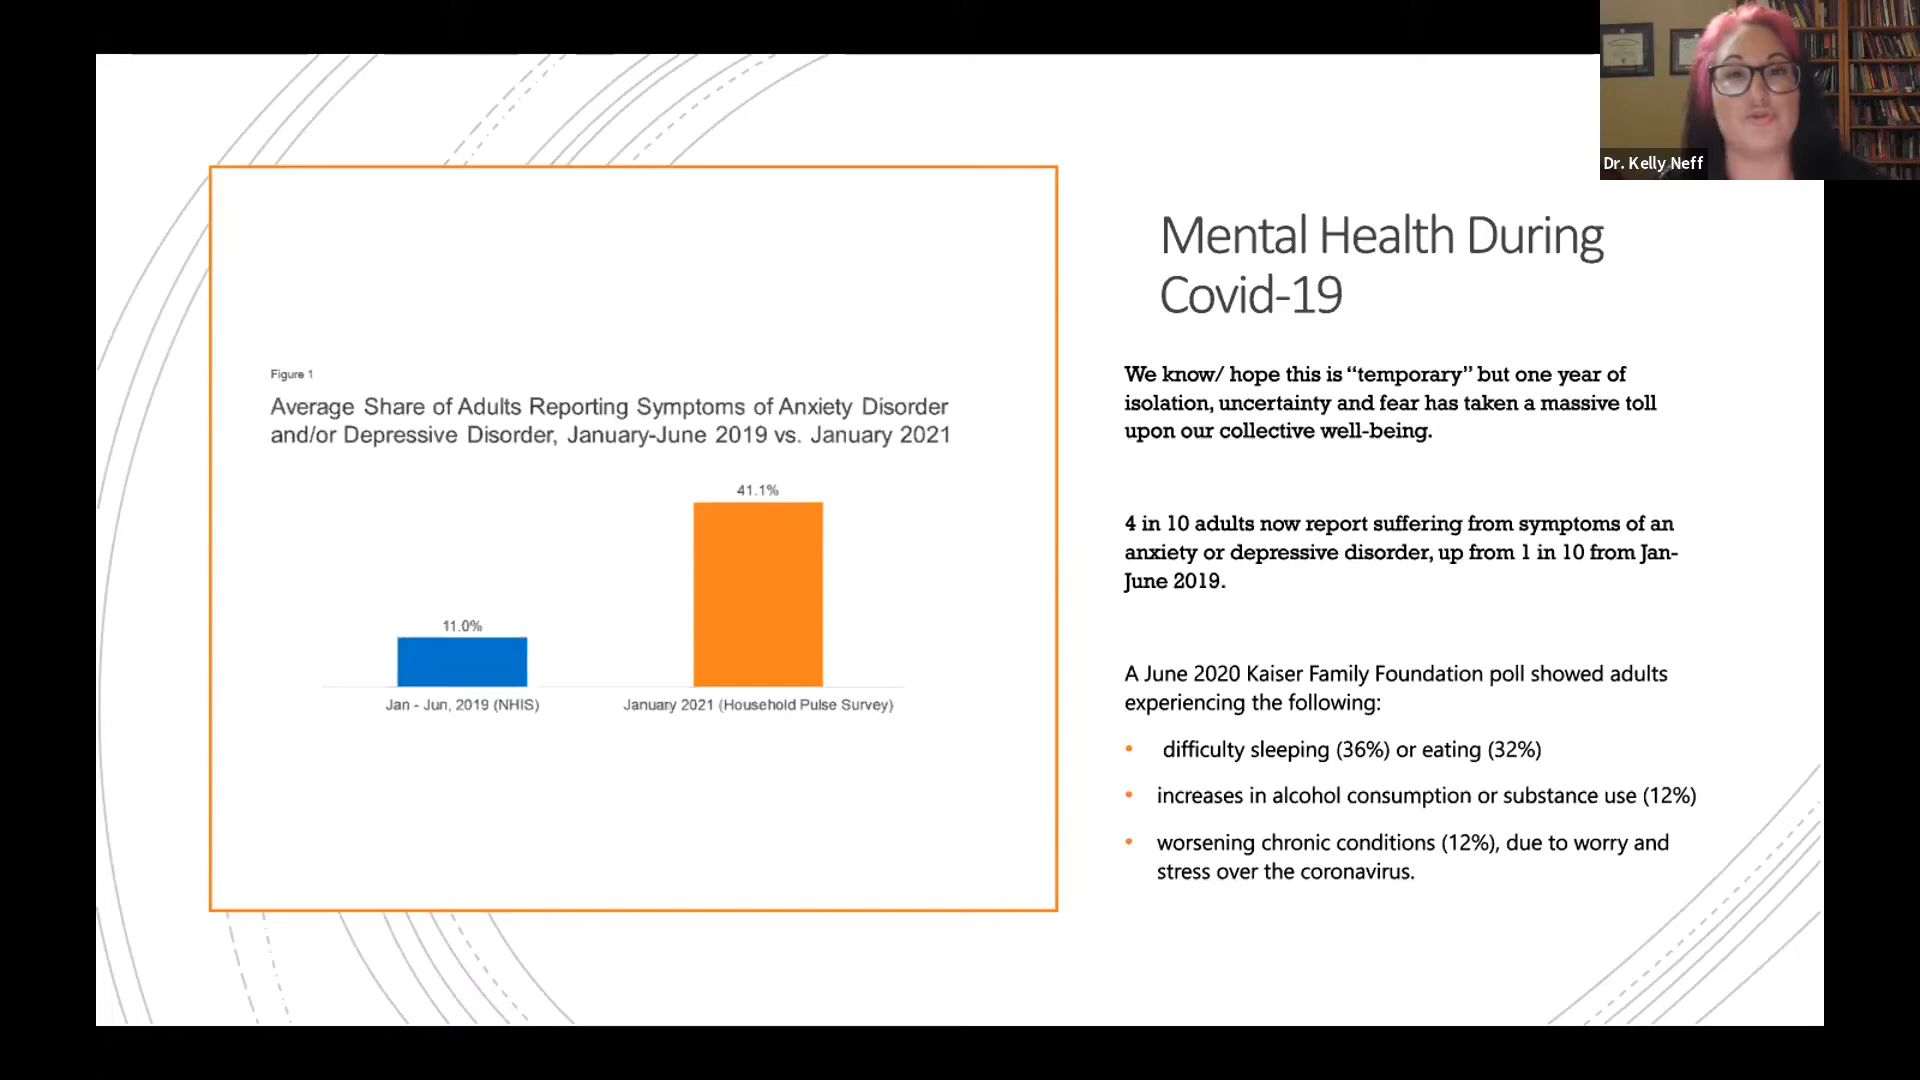 Dr. Kelly Neff
Figure 1
Average Share of Adults Reporting Symptoms of Anxiety Disorder
and/or Depressive Disorder, January-June 2019 vs. January 2021
41.1%
11.0%
Jan - Jun, 2019 (NHIS)
January 2021 (Household Pulse Survey)
Mental Health During
Covid-19
We know/ hope this is “temporary” but one year of
isolation, uncertainty and fear has taken a massive toll
upon our collective well-being.
4 in 10 adults now report suffering from symptoms of an
anxiety or depressive disorder, up from 1 in 10 from Jan-
June 2019.
A June 2020 Kaiser Family Foundation poll showed adults
experiencing the following:
• difficulty sleeping (36%) or eating (32%)
• increases in alcohol consumption or substance use (12%)
• worsening chronic conditions (12%), due to worry and
stress over the coronavirus.